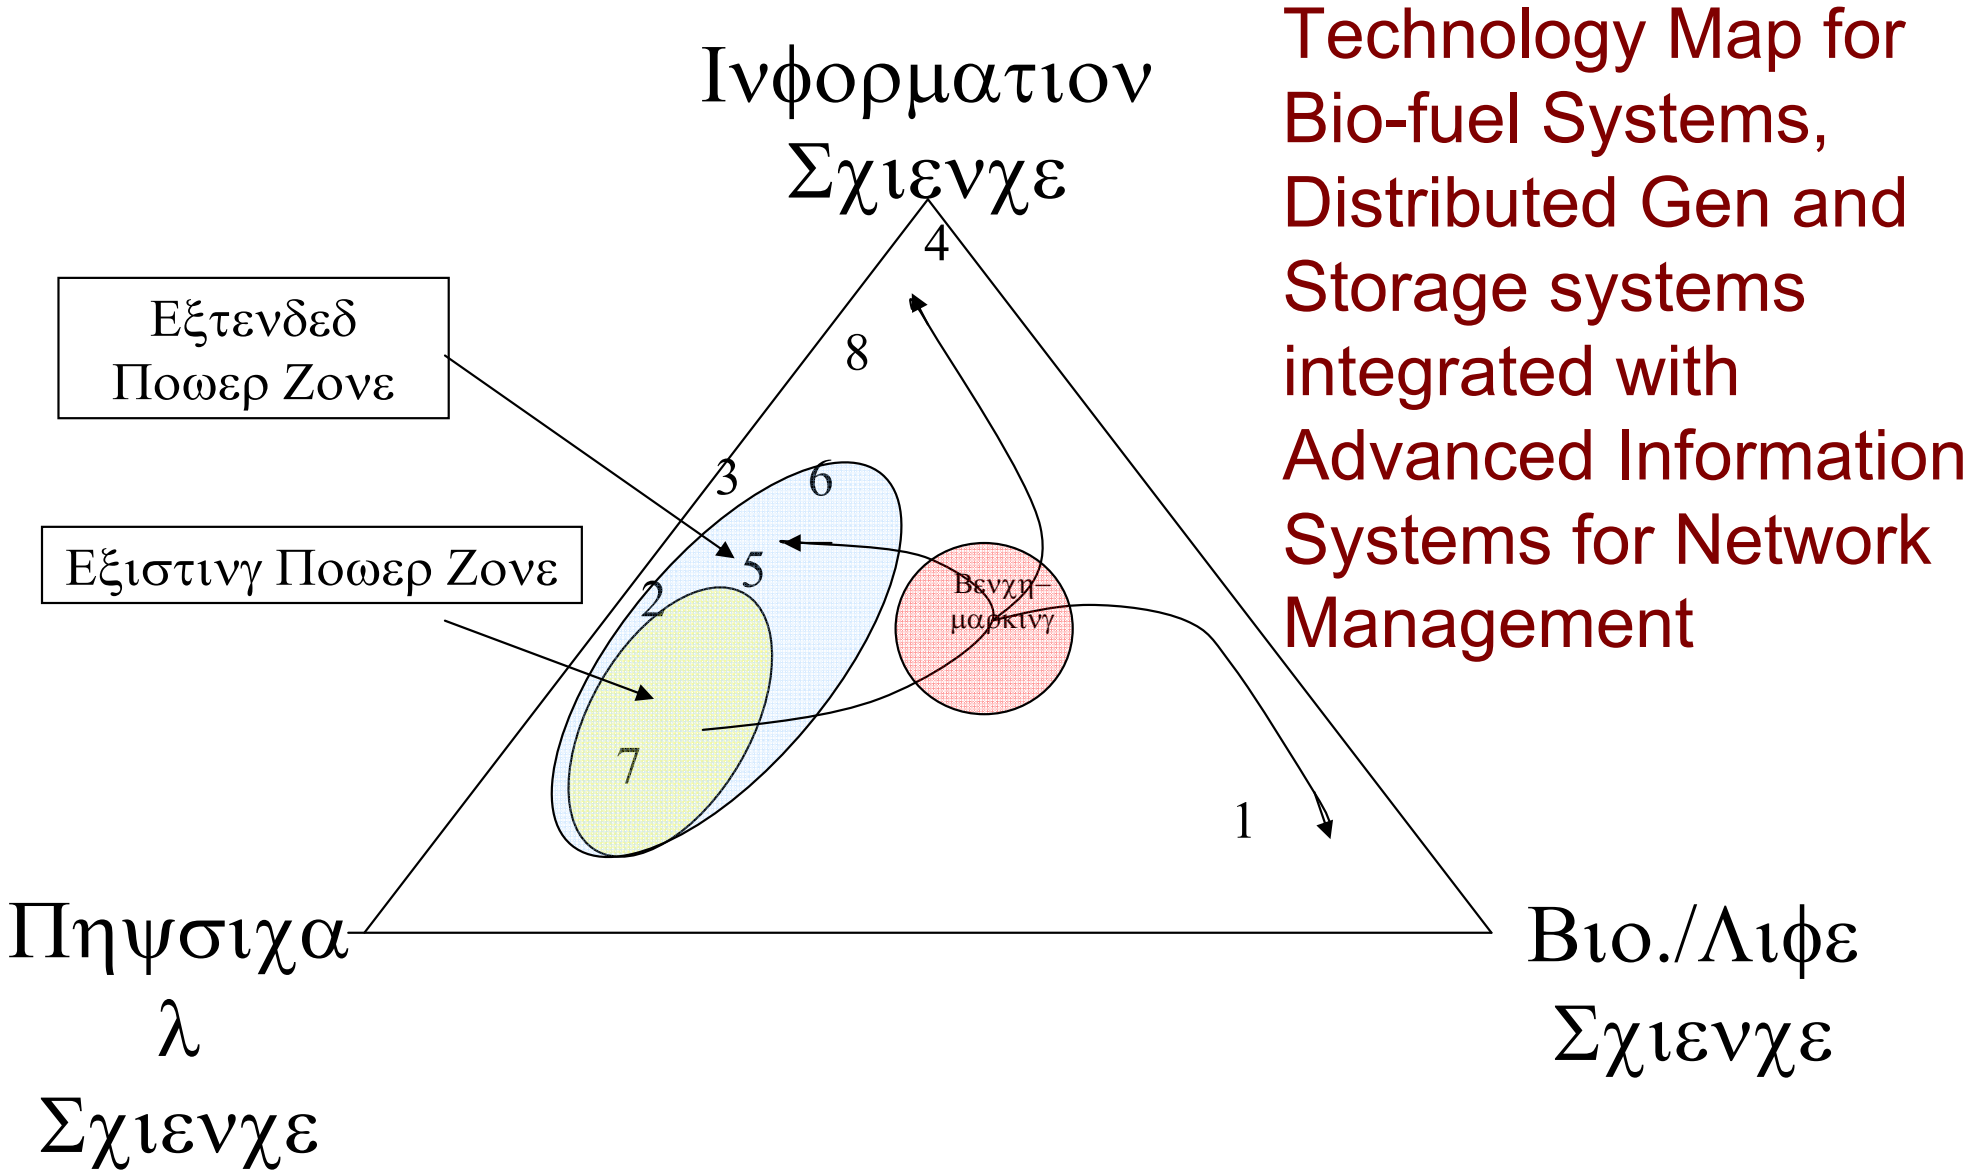 Technology Map for
Bio-fuel Systems,
Distributed Gen and
Storage systems
integrated with
Advanced Information
Systems for Network
Management
Ινφορματιον
Σχιενχε
4
8
Εξτενδεδ
Ποωερ Ζονε
3
6
Εξιστινγ Ποωερ Ζονε
5
2
Βενχη–
μαρκινγ
7
1
Πηψσιχα
λ
Σχιενχε
Βιο./Λιφε
Σχιενχε